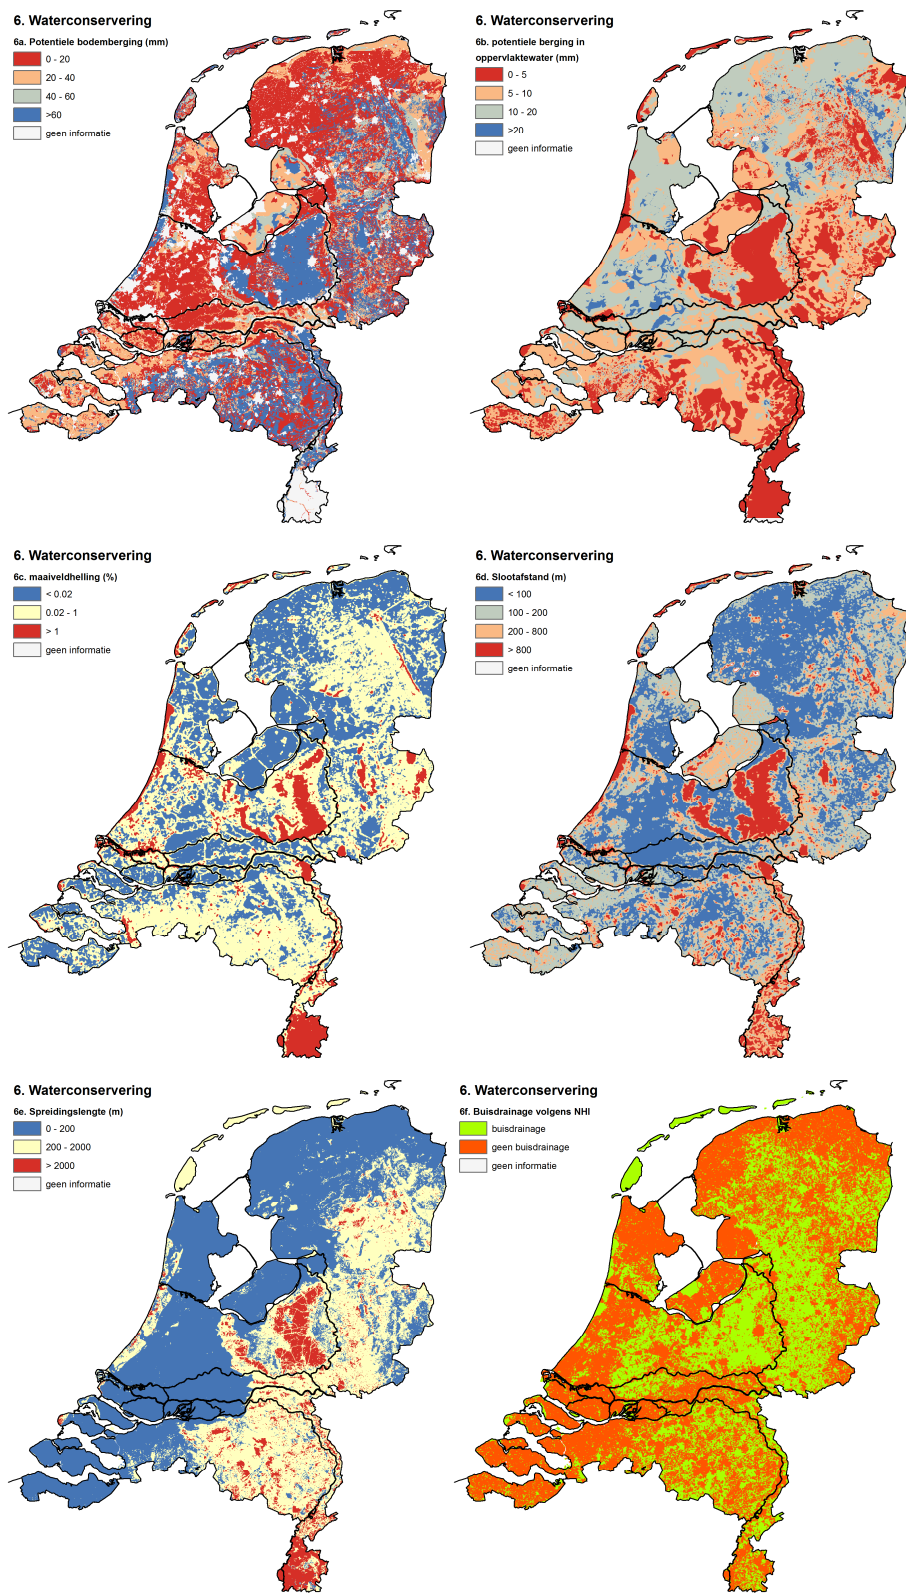 6. Waterconservering
6a. Potentiele bodemberging (mm)
0 - 20
20 - 40
40 - 60
>60
geen informatie
6. Waterconservering
6b. potentiele berging in
oppervlaktewater (mm)
0 - 5
5 - 10
10 - 20
>20
geen informatie
6. Waterconservering
6c. maaiveldhelling (%)
< 0.02
0.02 - 1
> 1
geen informatie
6. Waterconservering
6d. Slootafstand (m)
< 100
100 - 200
200 - 800
> 800
geen informatie
6. Waterconservering
6e. Spreidingslengte (m)
0 - 200
200 - 2000
> 2000
geen informatie
6. Waterconservering
6f. Buisdrainage volgens NHI
buisdrainage
geen buisdrainage
geen informatie